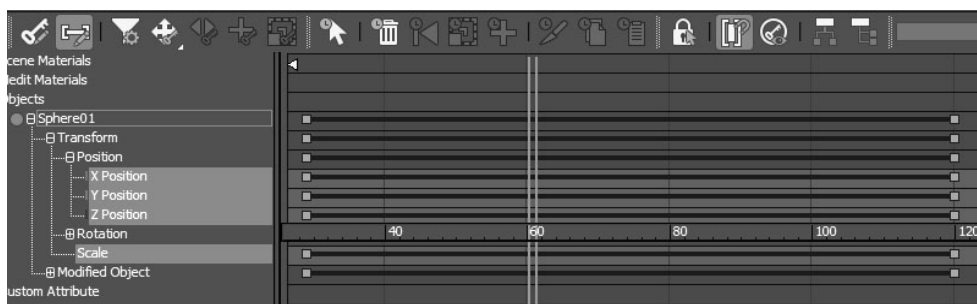 cene Materials
ledit Materials
bjects
Sphere01
Transform
Position
X Position
Y Position
Z Position
Rotation
40 60 80 100 120
Scale
Modified Object
ustom Attribute